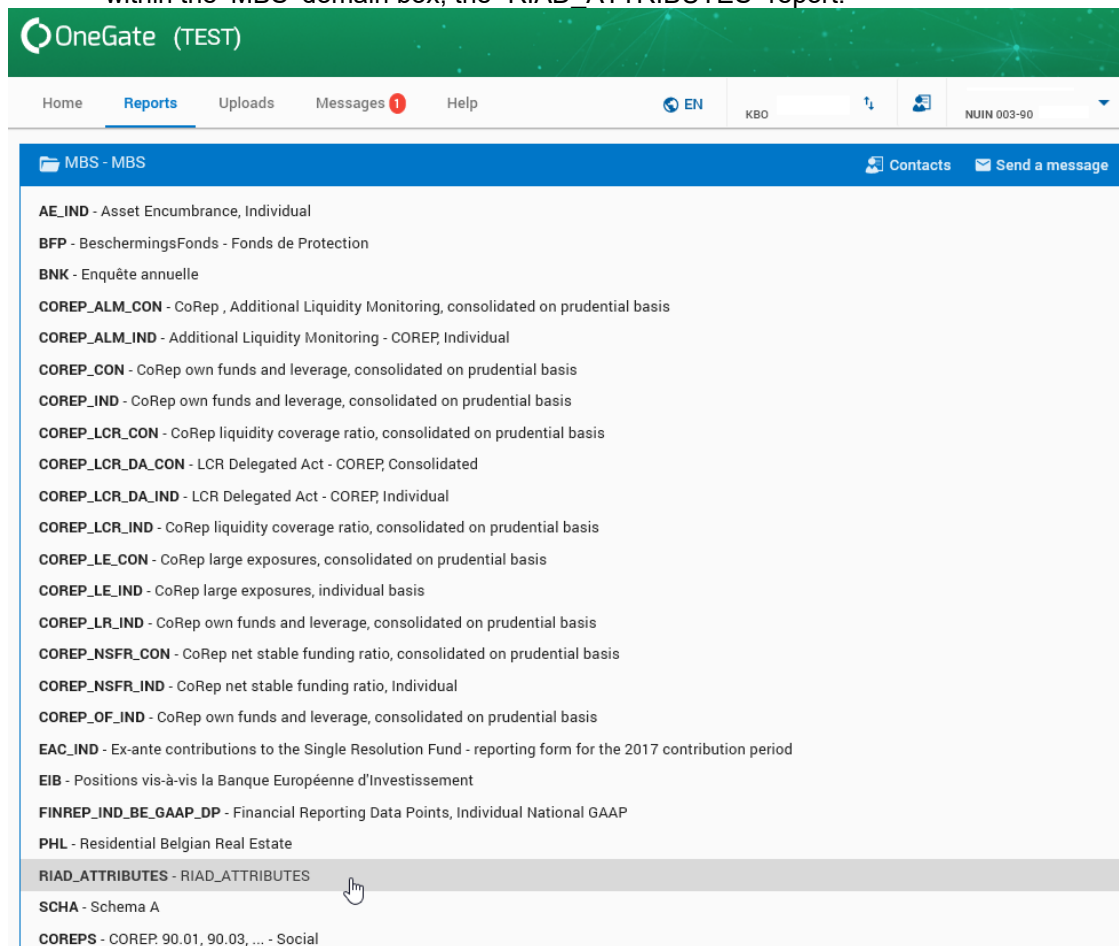 within the 'MBS' domain box, the 'RIAD_ATTRIBUTES' report.
OneGate (TEST)
Home Reports Uploads Messages 1 Help EN KBO NUIN 003-90
MBS - MBS Contacts Send a message
AE_IND - Asset Encumbrance, Individual
BFP - BeschermingsFonds - Fonds de Protection
BNK - Enquête annuelle
COREP_ALM_CON - CoRep , Additional Liquidity Monitoring, consolidated on prudential basis
COREP_ALM_IND - Additional Liquidity Monitoring - COREP, Individual
COREP_CON - CoRep own funds and leverage, consolidated on prudential basis
COREP_IND - CoRep own funds and leverage, consolidated on prudential basis
COREP_LCR_CON - CoRep liquidity coverage ratio, consolidated on prudential basis
COREP_LCR_DA_CON - LCR Delegated Act - COREP, Consolidated
COREP_LCR_DA_IND - LCR Delegated Act - COREP, Individual
COREP_LCR_IND - CoRep liquidity coverage ratio, consolidated on prudential basis
COREP_LE_CON - CoRep large exposures, consolidated on prudential basis
COREP_LE_IND - CoRep large exposures, individual basis
COREP_LR_IND - CoRep own funds and leverage, consolidated on prudential basis
COREP_NSFR_CON - CoRep net stable funding ratio, consolidated on prudential basis
COREP_NSFR_IND - CoRep net stable funding ratio, Individual
COREP_OF_IND - CoRep own funds and leverage, consolidated on prudential basis
EAC_IND - Ex-ante contributions to the Single Resolution Fund - reporting form for the 2017 contribution period
EIB - Positions vis-à-vis la Banque Européenne d'Investissement
FINREP_IND_BE_GAAP_DP - Financial Reporting Data Points, Individual National GAAP
PHL - Residential Belgian Real Estate
RIAD_ATTRIBUTES - RIAD_ATTRIBUTES
SCHA - Schema A
COREPS - COREP. 90.01, 90.03, ... - Social